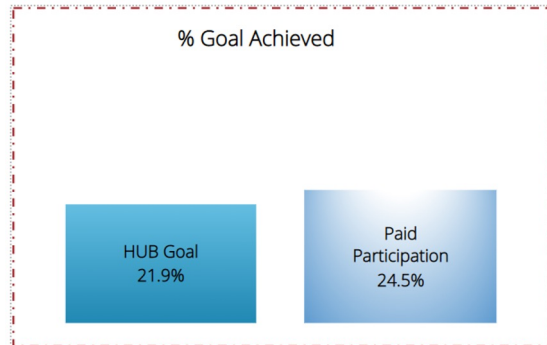 % Goal Achieved
HUB Goal
21.9%
Paid
Participation
24.5%